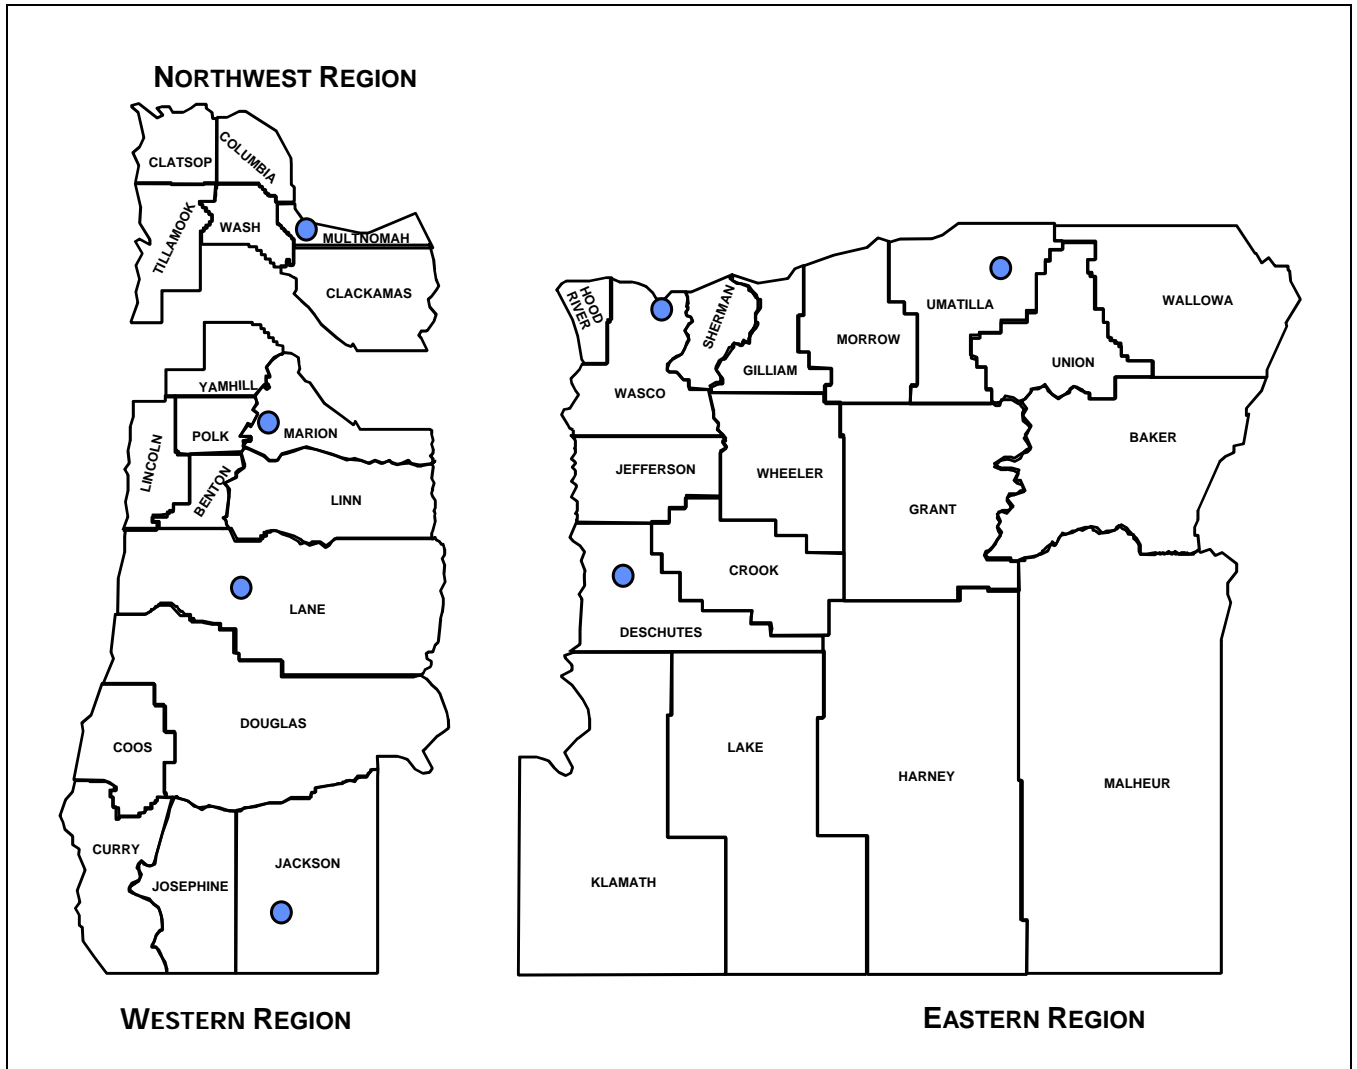 NORTHWEST REGION
CLATSOP
COLUMBIA
TILLAMOOK
WASH
MULTNOMAH
CLACKAMAS
YAMHILL
LINCOLN
POLK
MARION
BENTON
LINN
LANE
DOUGLAS
COOS
CURRY
JOSEPHINE
JACKSON
WESTERN REGION
HOOD
RIVER
WASCO
SHERMAN
GILLIAM
MORROW
UMATILLA
UNION
WALLOWA
BAKER
JEFFERSON
WHEELER
GRANT
CROOK
DESCHUTES
KLAMATH
LAKE
HARNEY
MALHEUR
EASTERN REGION